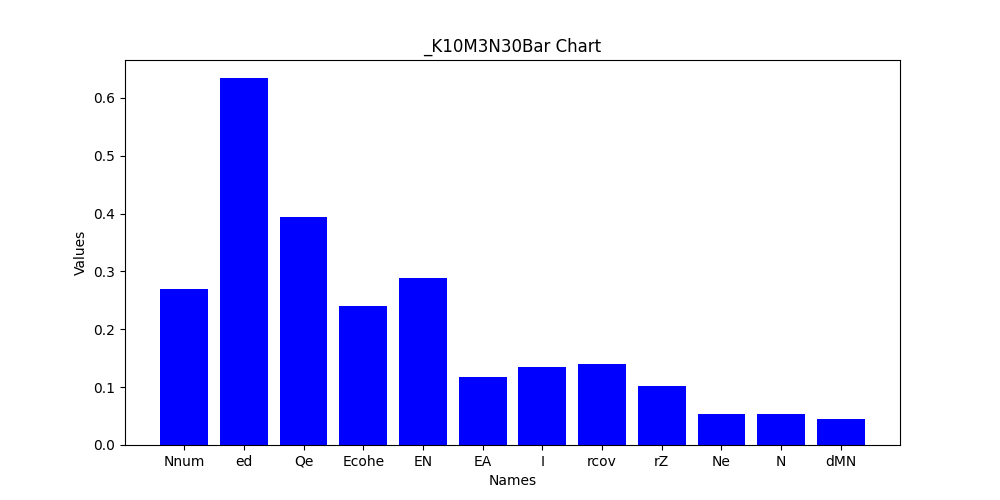 _K10M3N30Bar Chart
0.6
0.5
0.4
0.3
0.2
0.1
0.0
Values
Nnum ed Qe Ecohe EN EA I rcov rZ Ne N dMN
Names